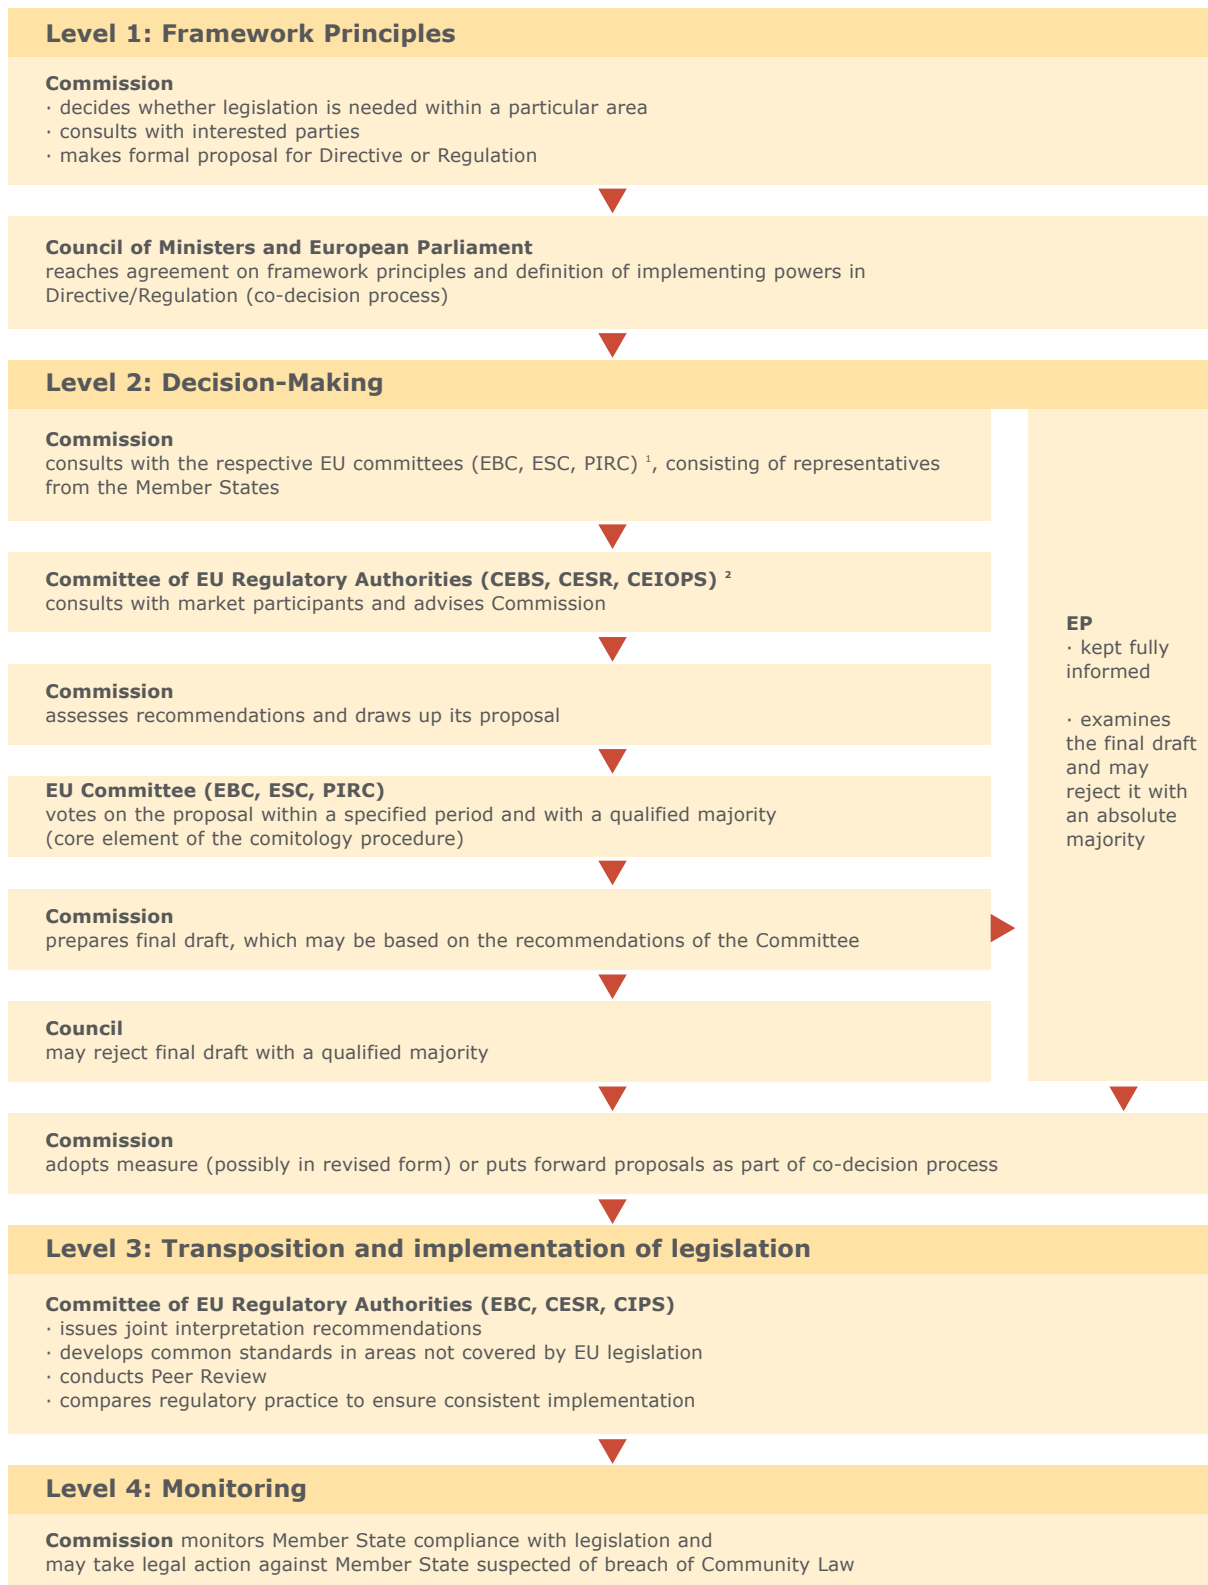 Level 1: Framework Principles
Commission
· decides whether legislation is needed within a particular area
· consults with interested parties
· makes formal proposal for Directive or Regulation
Council of Ministers and European Parliament
reaches agreement on framework principles and definition of implementing powers in
Directive/Regulation (co-decision process)
Level 2: Decision-Making
Commission
consults with the respective EU committees (EBC, ESC, PIRC) ¹, consisting of representatives
from the Member States
Committee of EU Regulatory Authorities (CEBS, CESR, CEIOPS) ²
consults with market participants and advises Commission
Commission
assesses recommendations and draws up its proposal
EU Committee (EBC, ESC, PIRC)
votes on the proposal within a specified period and with a qualified majority
(core element of the comitology procedure)
Commission
prepares final draft, which may be based on the recommendations of the Committee
Council
may reject final draft with a qualified majority
EP
· kept fully
informed
· examines
the final draft
and may
reject it with
an absolute
majority
Commission
adopts measure (possibly in revised form) or puts forward proposals as part of co-decision process
Level 3: Transposition and implementation of legislation
Committee of EU Regulatory Authorities (EBC, CESR, CIPS)
· issues joint interpretation recommendations
· develops common standards in areas not covered by EU legislation
· conducts Peer Review
· compares regulatory practice to ensure consistent implementation
Level 4: Monitoring
Commission monitors Member State compliance with legislation and
may take legal action against Member State suspected of breach of Community Law